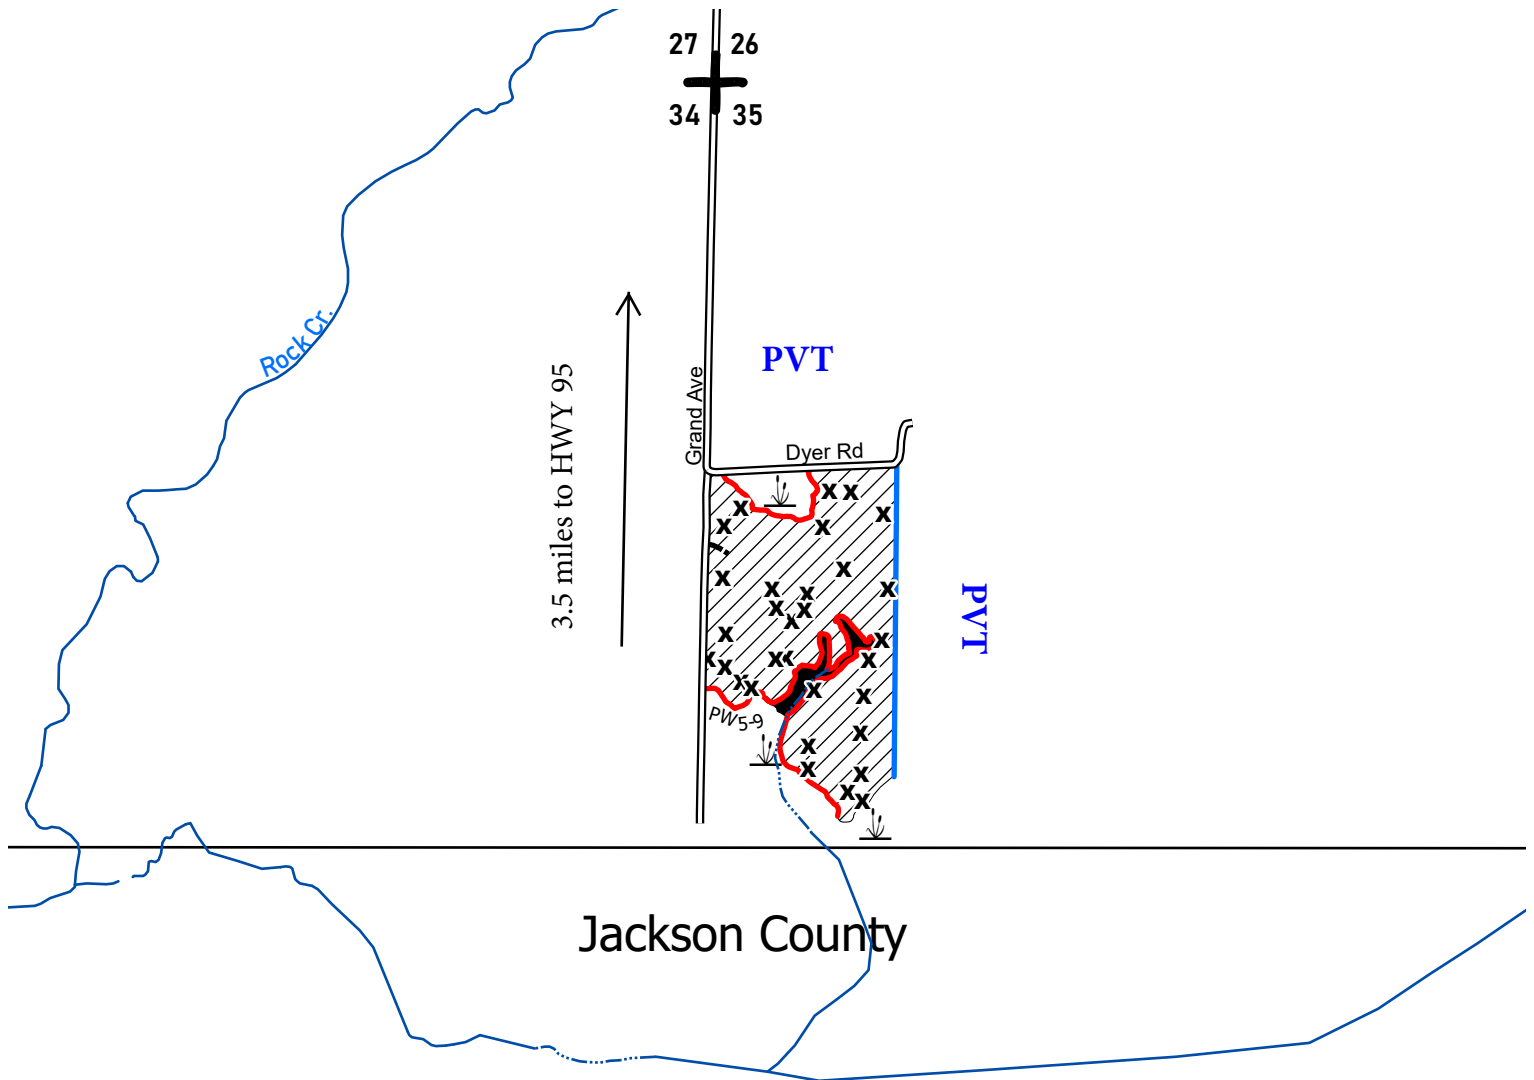 27 26
34 35
Rock Cr.
3.5 miles to HWY 95
Grand Ave
PVT
Dyer Rd
PVT
X X X X X X X X X X X X X X X X X X X X X X X X X X X X X X X X X X
PW5-9
Jackson County